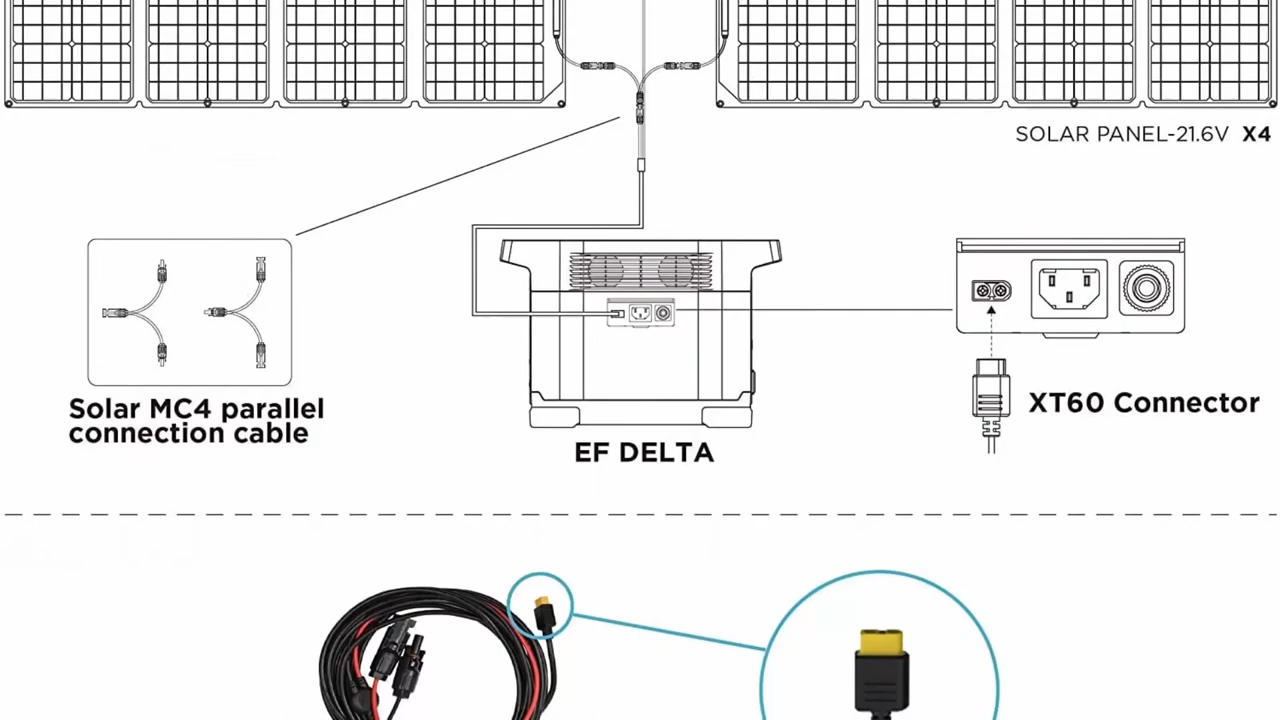 SOLAR PANEL-21.6V X4
Solar MC4 parallel
connection cable
XT60 Connector
EF DELTA